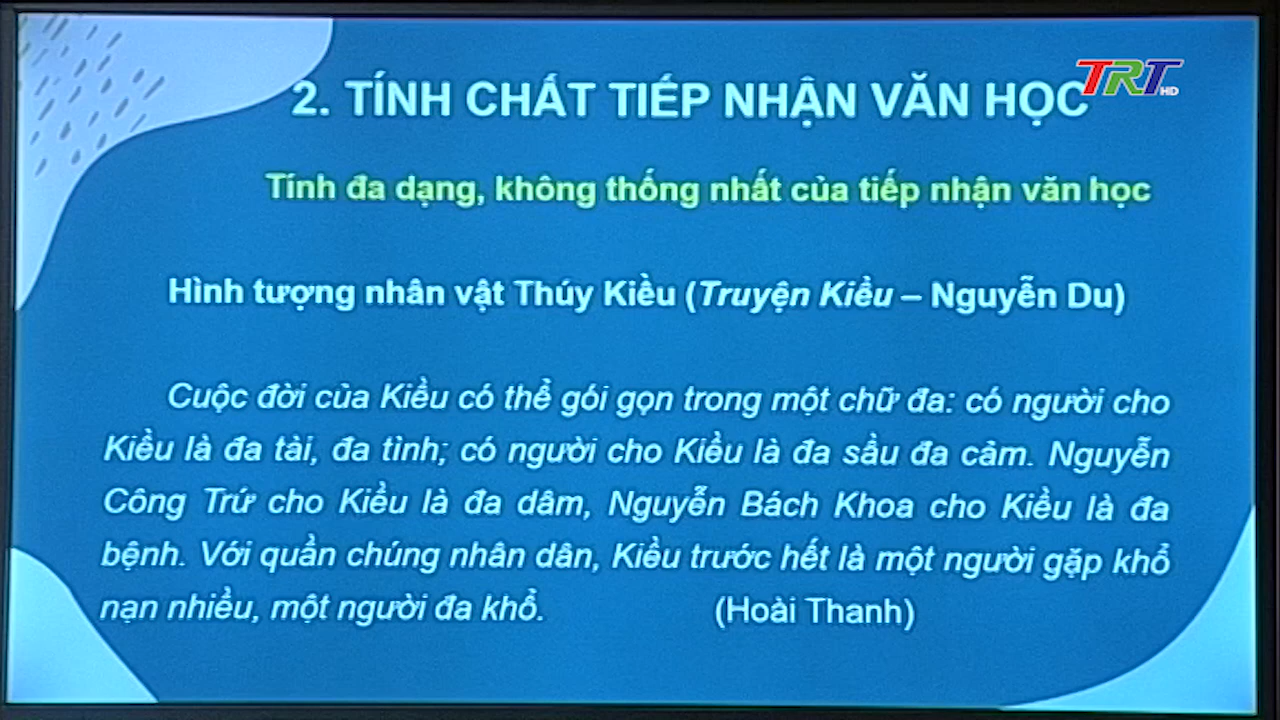 2. TÍNH CHẤT TIẾP NHẬN VĂN HỌC
TRT HD
Tính đa dạng, không thống nhất của tiếp nhận văn học
Hình tượng nhân vật Thúy Kiều (Truyện Kiều – Nguyễn Du)
Cuộc đời của Kiều có thể gói gọn trong một chữ đa: có người cho
Kiều là đa tài, đa tình; có người cho Kiều là đa sầu đa cảm. Nguyễn
Công Trứ cho Kiều là đa dâm, Nguyễn Bách Khoa cho Kiều là đa
bệnh. Với quần chúng nhân dân, Kiều trước hết là một người gặp khổ
nạn nhiều, một người đa khổ. (Hoài Thanh)